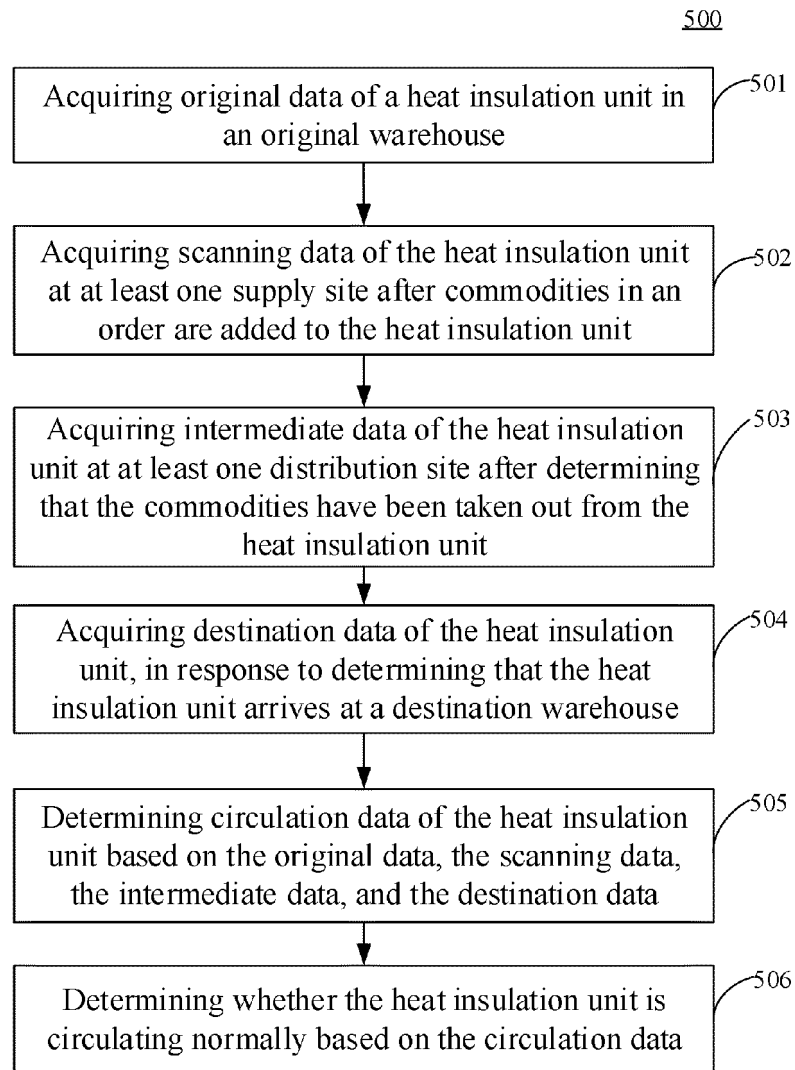 500
Acquiring original data of a heat insulation unit in
an original warehouse
501
Acquiring scanning data of the heat insulation unit
at at least one supply site after commodities in an
order are added to the heat insulation unit
502
Acquiring intermediate data of the heat insulation
unit at at least one distribution site after determining
that the commodities have been taken out from the
heat insulation unit
503
Acquiring destination data of the heat insulation
unit, in response to determining that the heat
insulation unit arrives at a destination warehouse
504
Determining circulation data of the heat insulation
unit based on the original data, the scanning data,
the intermediate data, and the destination data
505
Determining whether the heat insulation unit is
circulating normally based on the circulation data
506